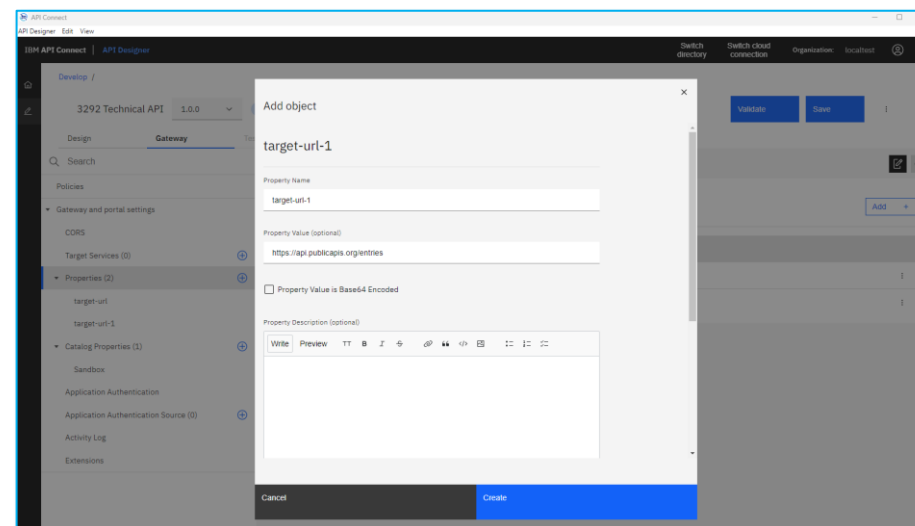 API Connect
API Designer Edit View
IBM API Connect | API Designer
Switch directory
Switch cloud connection
Organization: localtest
Develop /
3292 Technical API 1.0.0
Validate
Save
Design Gateway
Search
Policies
Gateway and portal settings
CORS
Target Services (0)
Properties (2)
target-url
target-url-1
Catalog Properties (1)
Sandbox
Application Authentication
Application Authentication Source (0)
Activity Log
Extensions
Add +
Add object
target-url-1
Property Name
target-url-1
Property Value (optional)
https://api.publicapis.org/entries
Property Value is Base64 Encoded
Property Description (optional)
Write Preview TT B I S
Cancel
Create